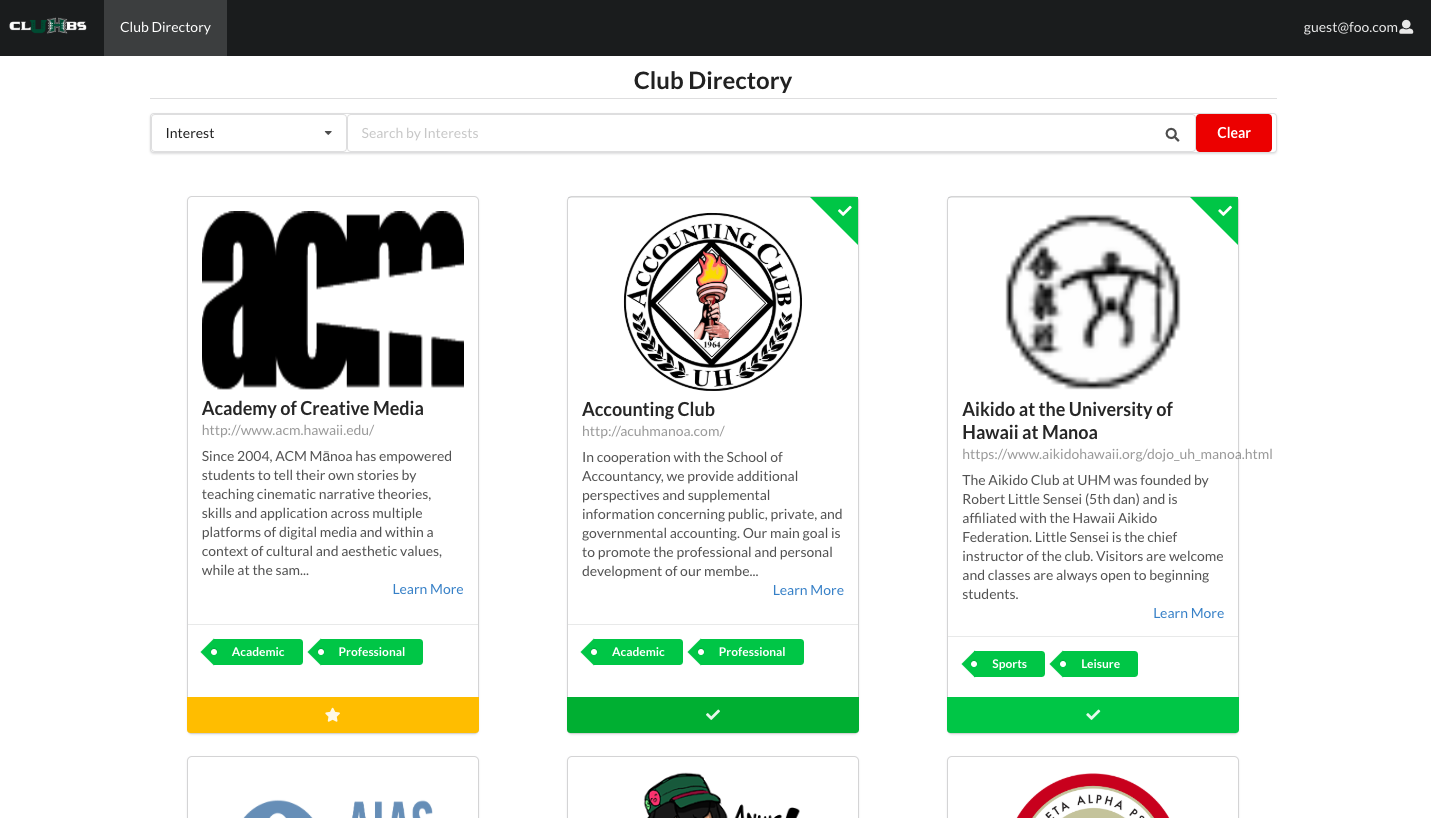 CLUHBS
Club Directory
guest@foo.com
Club Directory
Interest
Search by Interests
Clear
acm
ACCOUNTING CLUB
1964
UH
Academy of Creative Media
http://www.acm.hawaii.edu/
Since 2004, ACM Mānoa has empowered
students to tell their own stories by
teaching cinematic narrative theories,
skills and application across multiple
platforms of digital media and within a
context of cultural and aesthetic values,
while at the sam...
Learn More
Academic
Professional
Accounting Club
http://acuhmanoa.com/
In cooperation with the School of
Accountancy, we provide additional
perspectives and supplemental
information concerning public, private, and
governmental accounting. Our main goal is
to promote the professional and personal
development of our membe...
Learn More
Academic
Professional
Aikido at the University of
Hawaii at Manoa
https://www.aikidohawaii.org/dojo_uh_manoa.html
The Aikido Club at UHM was founded by
Robert Little Sensei (5th dan) and is
affiliated with the Hawaii Aikido
Federation. Little Sensei is the chief
instructor of the club. Visitors are welcome
and classes are always open to beginning
students.
Learn More
Sports
Leisure
AIAS
ETA ALPHA PS